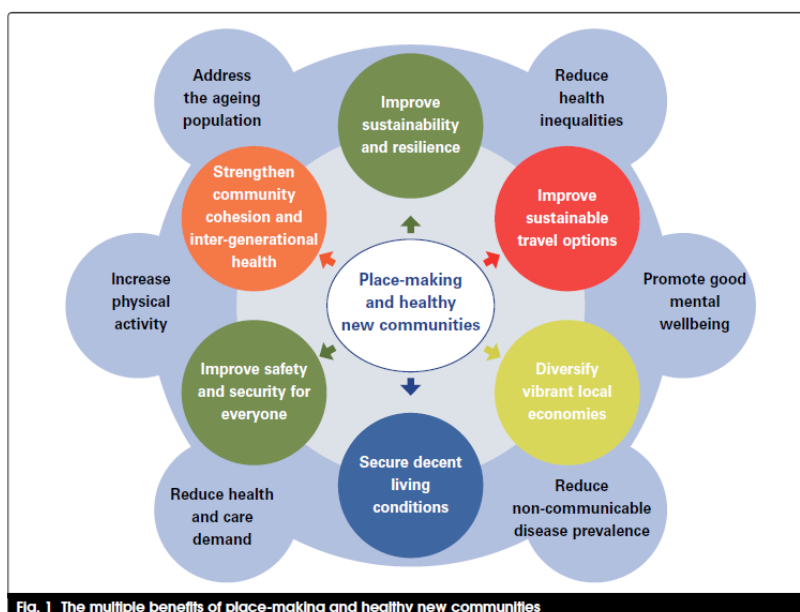 Address
the ageing
population
Improve
sustainability
and resilience
Reduce
health
inequalities
Strengthen
community
cohesion and
inter-generational
health
Improve
sustainable
travel options
Increase
physical
activity
Place-making
and healthy
new communities
Promote good
mental
wellbeing
Improve safety
and security for
everyone
Diversify
vibrant local
economies
Secure decent
living
conditions
Reduce health
and care
demand
Reduce
non-communicable
disease prevalence
Fig. 1 The multiple benefits of place-making and healthy new communities